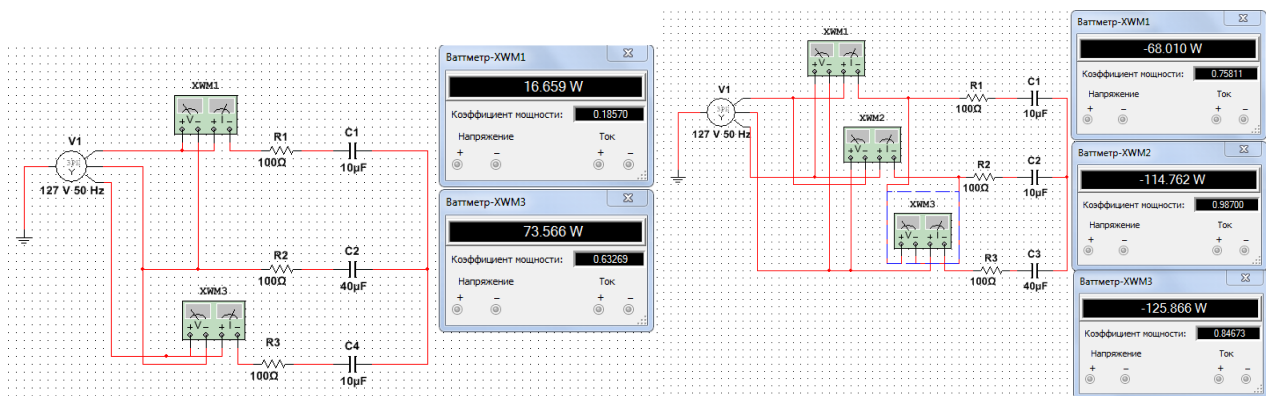 XWM1
+V- +I-
V1
3PH
Y
127 V 50 Hz
R1
100Ω
C1
10µF
R2
100Ω
C2
40µF
XWM3
+V- +I-
R3
100Ω
C4
10µF
Ваттметр-XWM1
16.659 W
Коэффициент мощности: 0.18570
Напряжение Ток
+ - + -
Ваттметр-XWM3
73.566 W
Коэффициент мощности: 0.63269
Напряжение Ток
+ - + -
XWM1
+V- +I-
V1
Y
127 V 50 Hz
R1
100Ω
C1
10µF
XWM2
+V- +I-
R2
100Ω
C2
10µF
XWM3
+V- +I-
R3
100Ω
C3
40µF
Ваттметр-XWM1
-68.010 W
Коэффициент мощности: 0.75811
Напряжение Ток
+ - + -
Ваттметр-XWM2
-114.762 W
Коэффициент мощности: 0.98700
Напряжение Ток
+ - + -
Ваттметр-XWM3
-125.866 W
Коэффициент мощности: 0.84673
Напряжение Ток
+ - + -